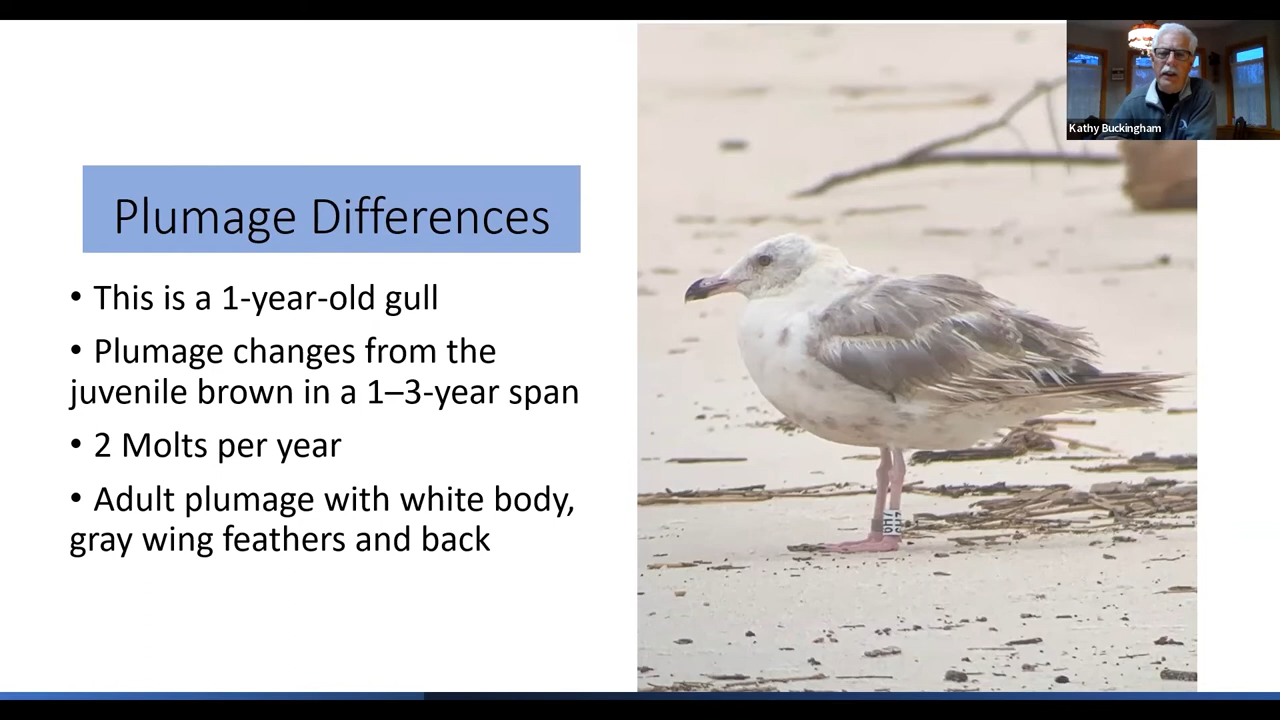 Kathy Buckingham
Plumage Differences
• This is a 1-year-old gull
• Plumage changes from the
juvenile brown in a 1–3-year span
• 2 Molts per year
• Adult plumage with white body,
gray wing feathers and back